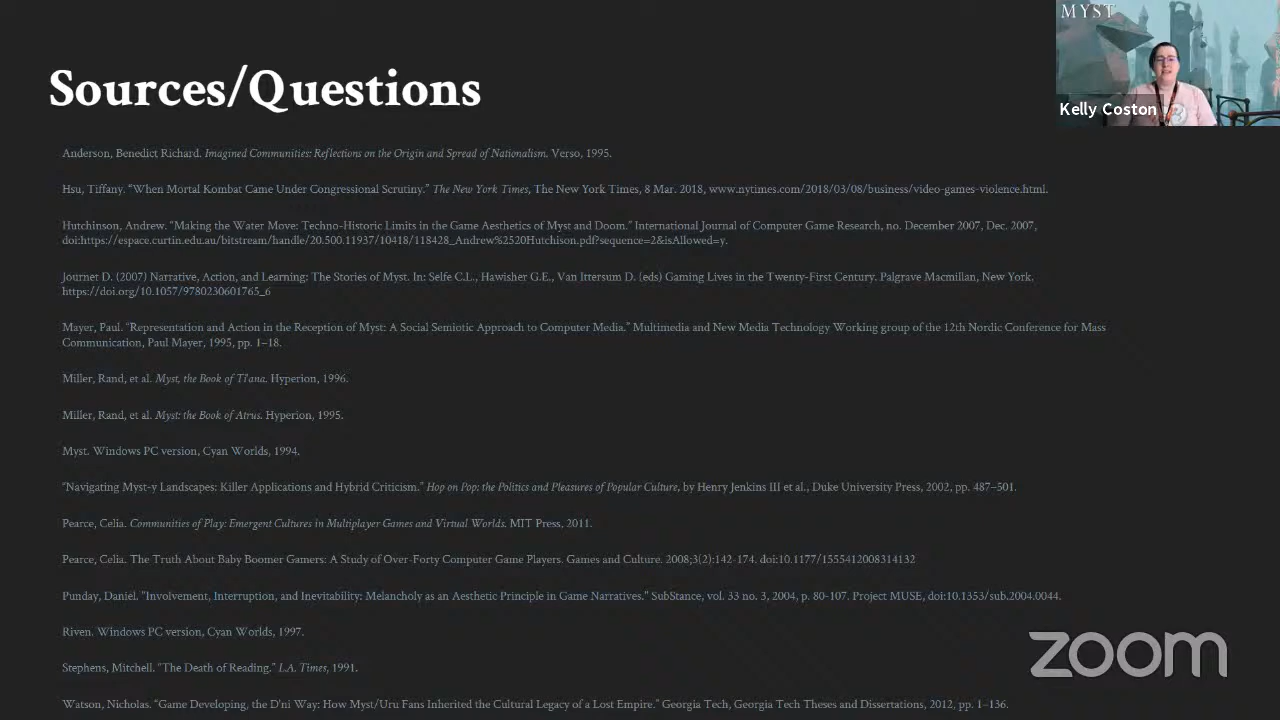 MYST
Kelly Coston
Sources/Questions
Anderson, Benedict Richard. Imagined Communities: Reflections on the Origin and Spread of Nationalism. Verso, 1995.
Hsu, Tiffany. “When Mortal Kombat Came Under Congressional Scrutiny.” The New York Times, The New York Times, 8 Mar. 2018, www.nytimes.com/2018/03/08/business/video-games-violence.html.
Hutchinson, Andrew. “Making the Water Move: Techno-Historic Limits in the Game Aesthetics of Myst and Doom.” International Journal of Computer Game Research, no. December 2007, Dec. 2007,
doi:https://espace.curtin.edu.au/bitstream/handle/20.500.11937/10418/118428_Andrew%2520Hutchison.pdf?sequence=2&isAllowed=y.
Journet D. (2007) Narrative, Action, and Learning: The Stories of Myst. In: Selfe C.L., Hawisher G.E., Van Ittersum D. (eds) Gaming Lives in the Twenty-First Century. Palgrave Macmillan, New York.
https://doi.org/10.1057/9780230601765_6
Mayer, Paul. “Representation and Action in the Reception of Myst: A Social Semiotic Approach to Computer Media.” Multimedia and New Media Technology Working group of the 12th Nordic Conference for Mass
Communication, Paul Mayer, 1995, pp. 1–18.
Miller, Rand, et al. Myst, the Book of Ti'ana. Hyperion, 1996.
Miller, Rand, et al. Myst: the Book of Atrus. Hyperion, 1995.
Myst. Windows PC version, Cyan Worlds, 1994.
“Navigating Myst-y Landscapes: Killer Applications and Hybrid Criticism.” Hop on Pop: the Politics and Pleasures of Popular Culture, by Henry Jenkins III et al., Duke University Press, 2002, pp. 487–501.
Pearce, Celia. Communities of Play: Emergent Cultures in Multiplayer Games and Virtual Worlds. MIT Press, 2011.
Pearce, Celia. The Truth About Baby Boomer Gamers: A Study of Over-Forty Computer Game Players. Games and Culture. 2008;3(2):142-174. doi:10.1177/1555412008314132
Punday, Daniel. "Involvement, Interruption, and Inevitability: Melancholy as an Aesthetic Principle in Game Narratives." SubStance, vol. 33 no. 3, 2004, p. 80-107. Project MUSE, doi:10.1353/sub.2004.0044.
Riven. Windows PC version, Cyan Worlds, 1997.
Stephens, Mitchell. “The Death of Reading.” L.A. Times, 1991.
Watson, Nicholas. “Game Developing, the D'ni Way: How Myst/Uru Fans Inherited the Cultural Legacy of a Lost Empire.” Georgia Tech, Georgia Tech Theses and Dissertations, 2012, pp. 1–136.
zoom